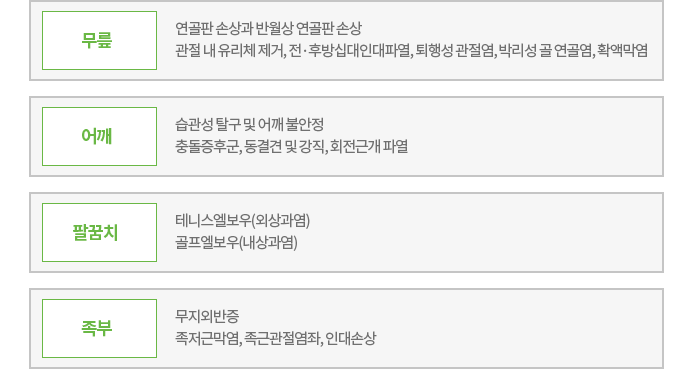 무릎
연골판 손상과 반월상 연골판 손상
관절 내 유리체 제거, 전·후방십대인대파열, 퇴행성 관절염, 박리성 골 연골염, 확액막염
어깨
습관성 탈구 및 어깨 불안정
충돌증후군, 동결견 및 강직, 회전근개 파열
팔꿈치
테니스엘보우(외상과염)
골프엘보우(내상과염)
족부
무지외반증
족저근막염, 족근관절염좌, 인대손상